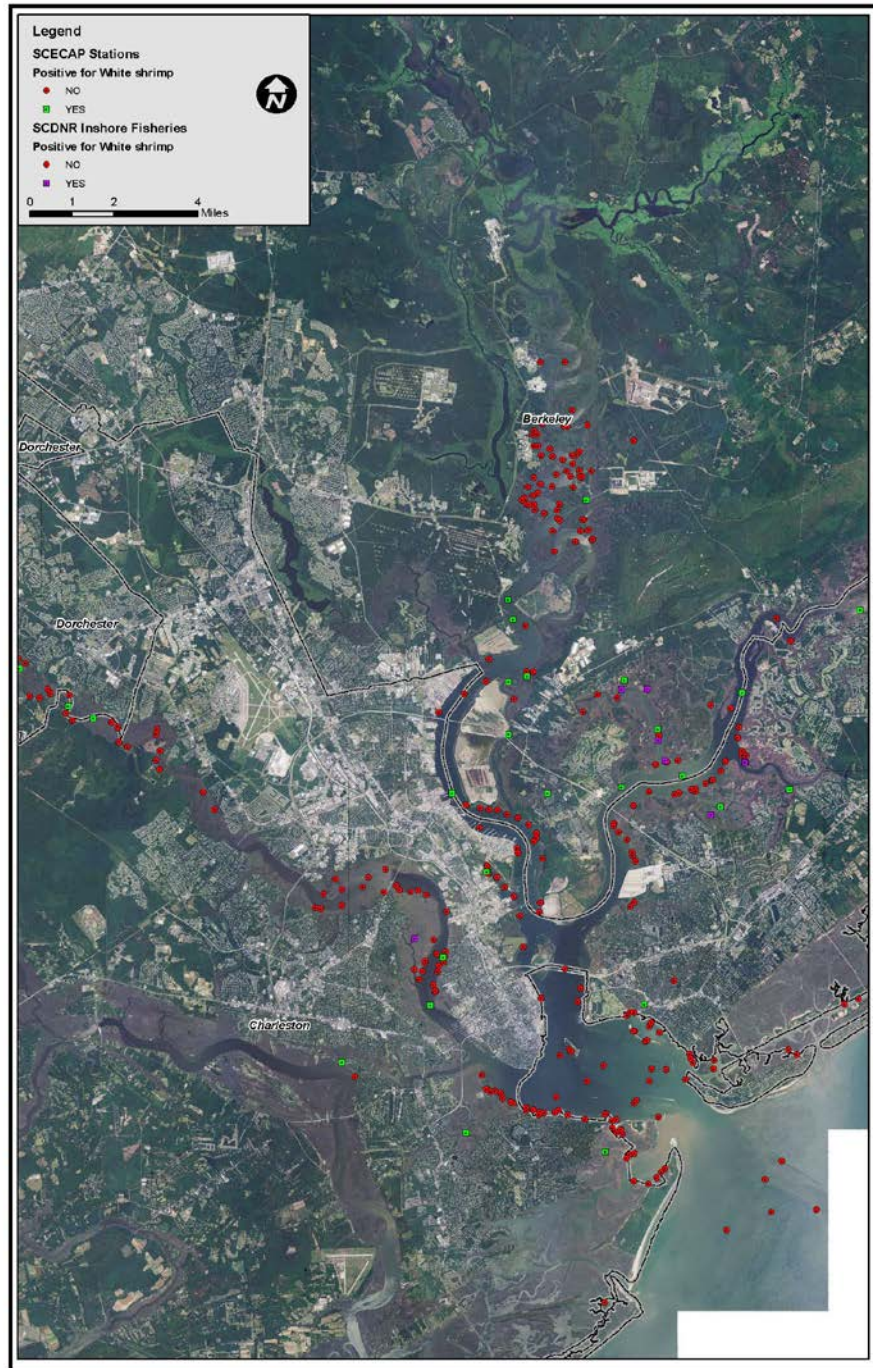 Legend
SCECAP Stations
Positive for White shrimp
NO
YES
SCDNR Inshore Fisheries
Positive for White shrimp
NO
YES
0 1 2 4
Miles
N
Berkeley
Dorchester
Dorchester
Charleston